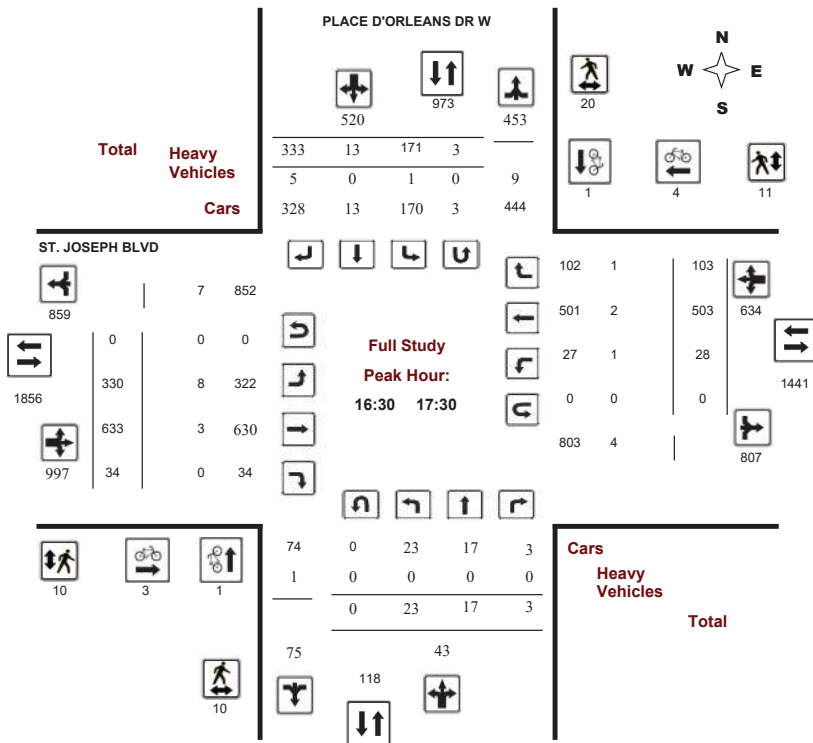 PLACE D'ORLEANS DR W
N
W E
S
973
20
520 453
Total Heavy Vehicles
333 13 171 3
5 0 1 0 9
1 4 11
Cars 328 13 170 3 444
ST. JOSEPH BLVD
7 852
859
102 1 103
501 2 503 634
0 0 0
Full Study
27 1 28
330 8 322
Peak Hour:
1856
1441
16:30 17:30
0 0 0
633 3 630
803 4
807
997 34 0 34
74 0 23 17 3 Cars
1 0 0 0 0 Heavy Vehicles
10 3 1
0 23 17 3
Total
75 43
118
10